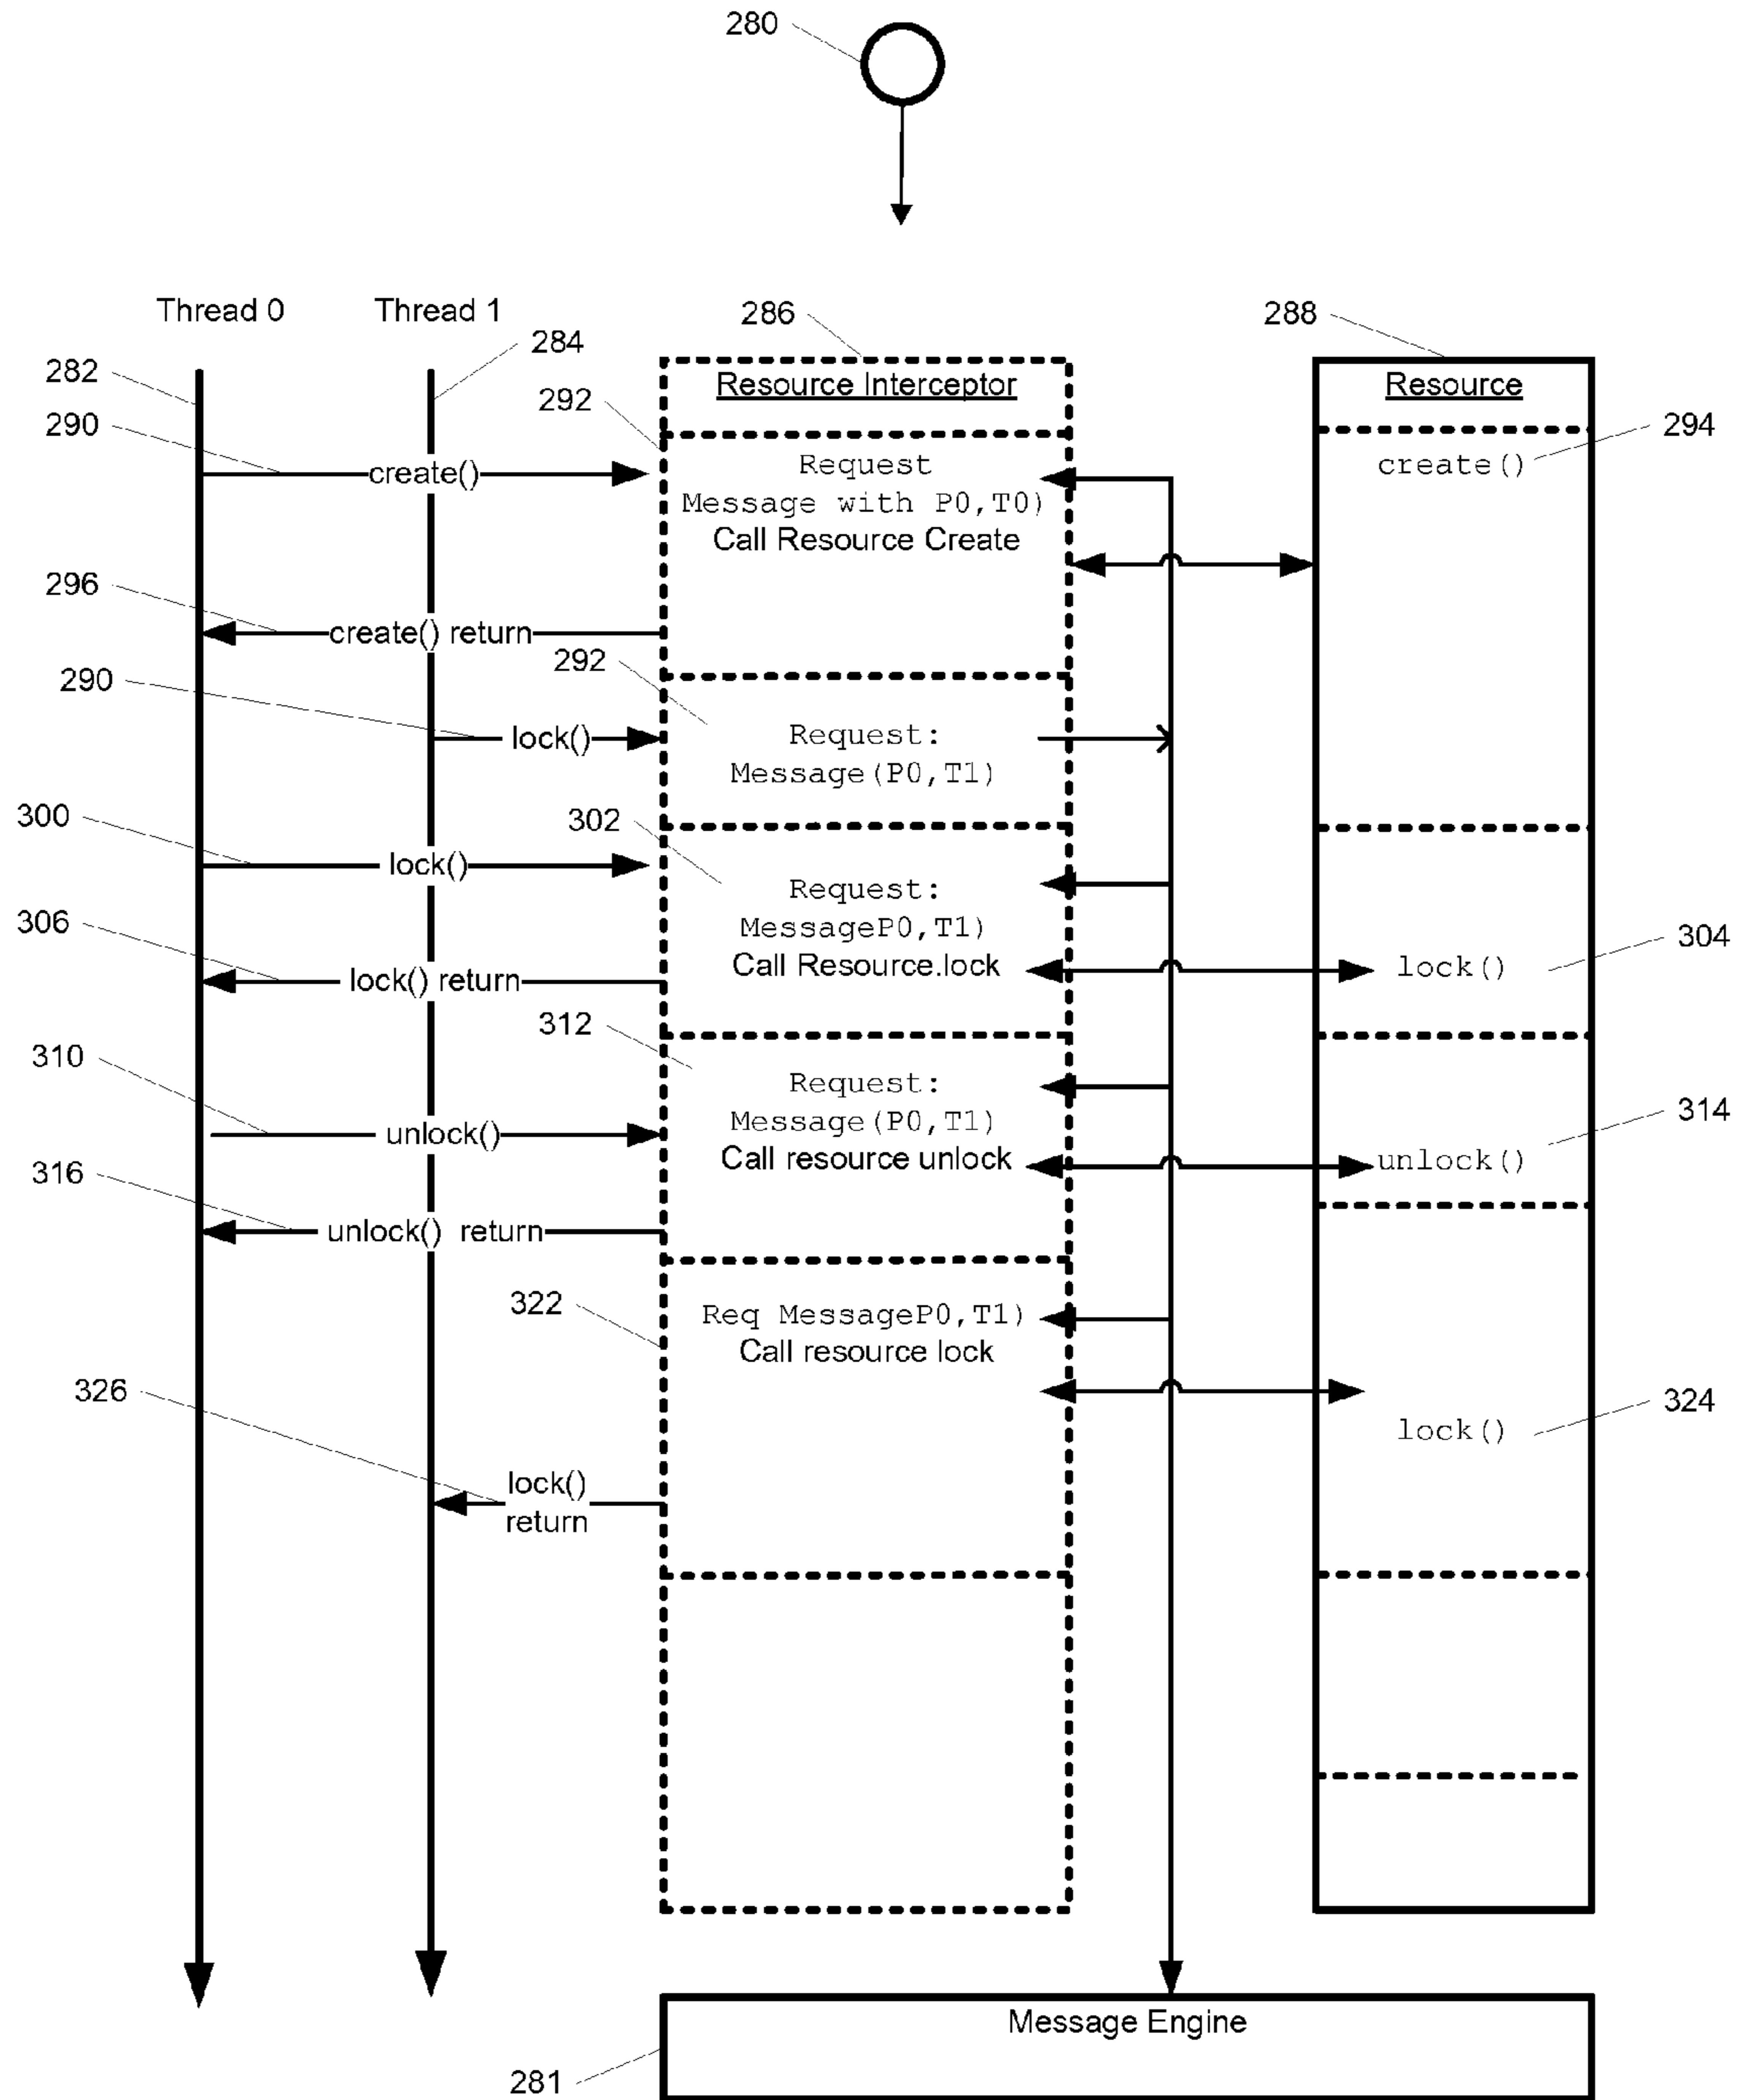 280
Thread 0
Thread 1
286
288
284
282
Resource Interceptor
Resource
292
290
294
create()
Request
create()
Message with P0,T0)
Call Resource Create
296
create() return
292
290
lock()
Request:
Message(P0,T1)
300
302
lock()
Request:
306
MessageP0,T1)
304
Call Resource.lock
lock()
lock() return
312
310
Request:
314
Message(P0,T1)
unlock()
Call resource unlock
unlock()
316
unlock() return
322
Req MessageP0,T1)
Call resource lock
326
324
lock()
lock()
return
Message Engine
281